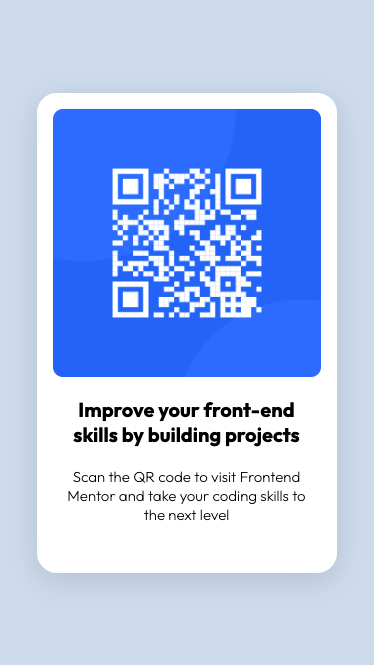 Improve your front-end
skills by building projects
Scan the QR code to visit Frontend
Mentor and take your coding skills to
the next level